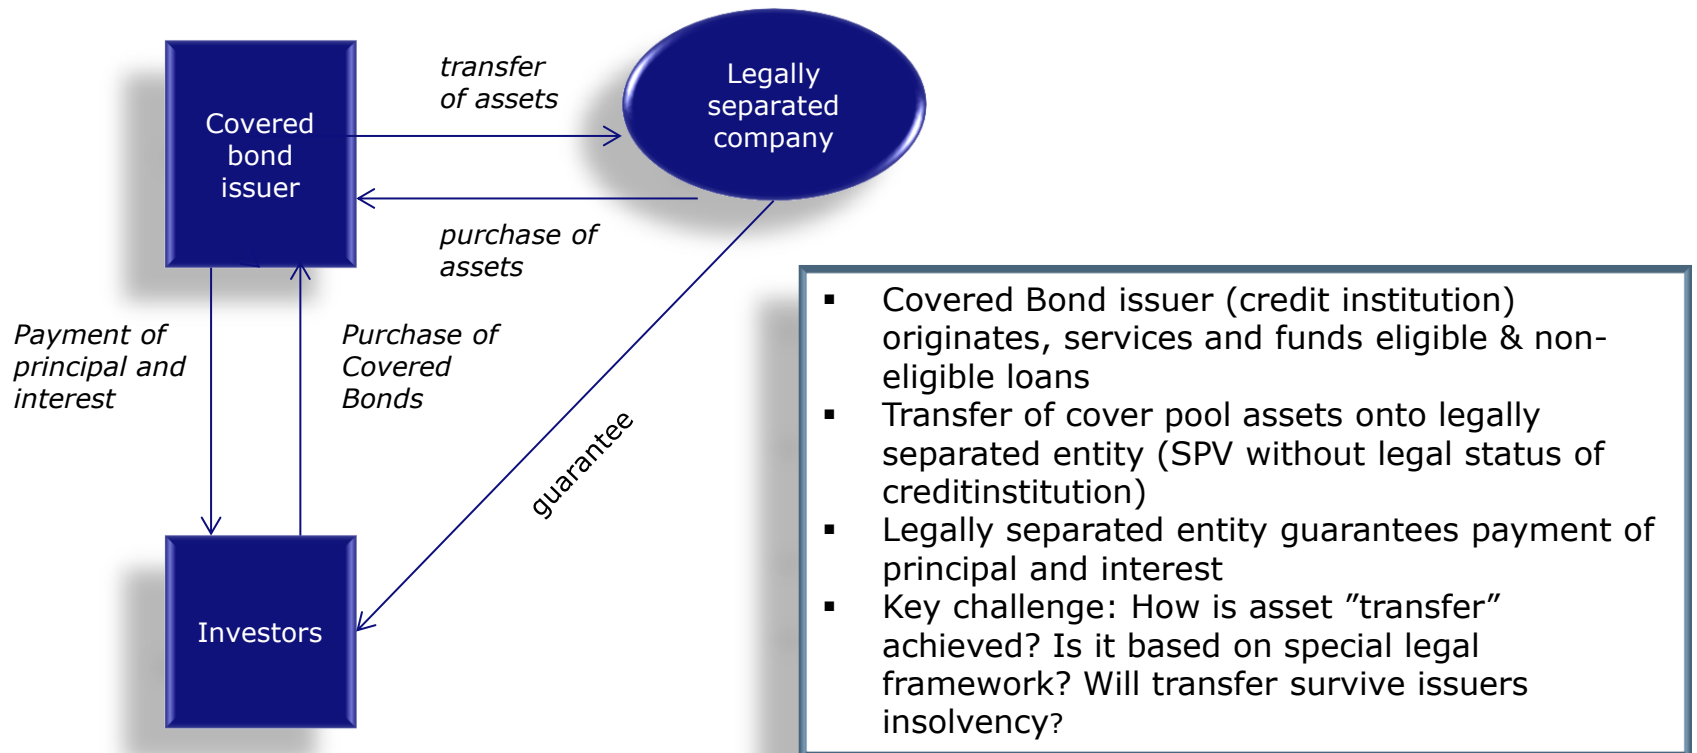 transfer
of assets
Legally
separated
company
Covered
bond
issuer
purchase of
assets
Payment of
principal and
interest
Purchase of
Covered
Bonds
guarantee
Investors
▪ Covered Bond issuer (credit institution)
originates, services and funds eligible & non-
eligible loans
▪ Transfer of cover pool assets onto legally
separated entity (SPV without legal status of
creditinstitution)
▪ Legally separated entity guarantees payment of
principal and interest
▪ Key challenge: How is asset ”transfer”
achieved? Is it based on special legal
framework? Will transfer survive issuers
insolvency?